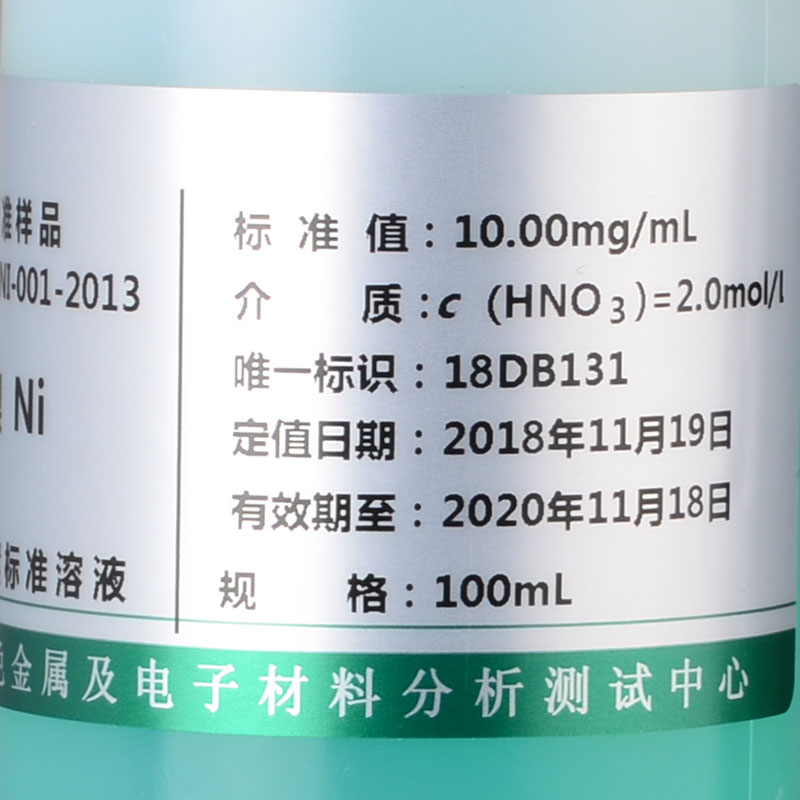 准样品
NI-001-2013
Ni
标准溶液
标准值：10.00mg/mL
介 质：c (HNO₃)=2.0mol/l
唯一标识：18DB131
定值日期：2018年11月19日
有效期至：2020年11月18日
规 格：100mL
金属及电子材料分析测试中心